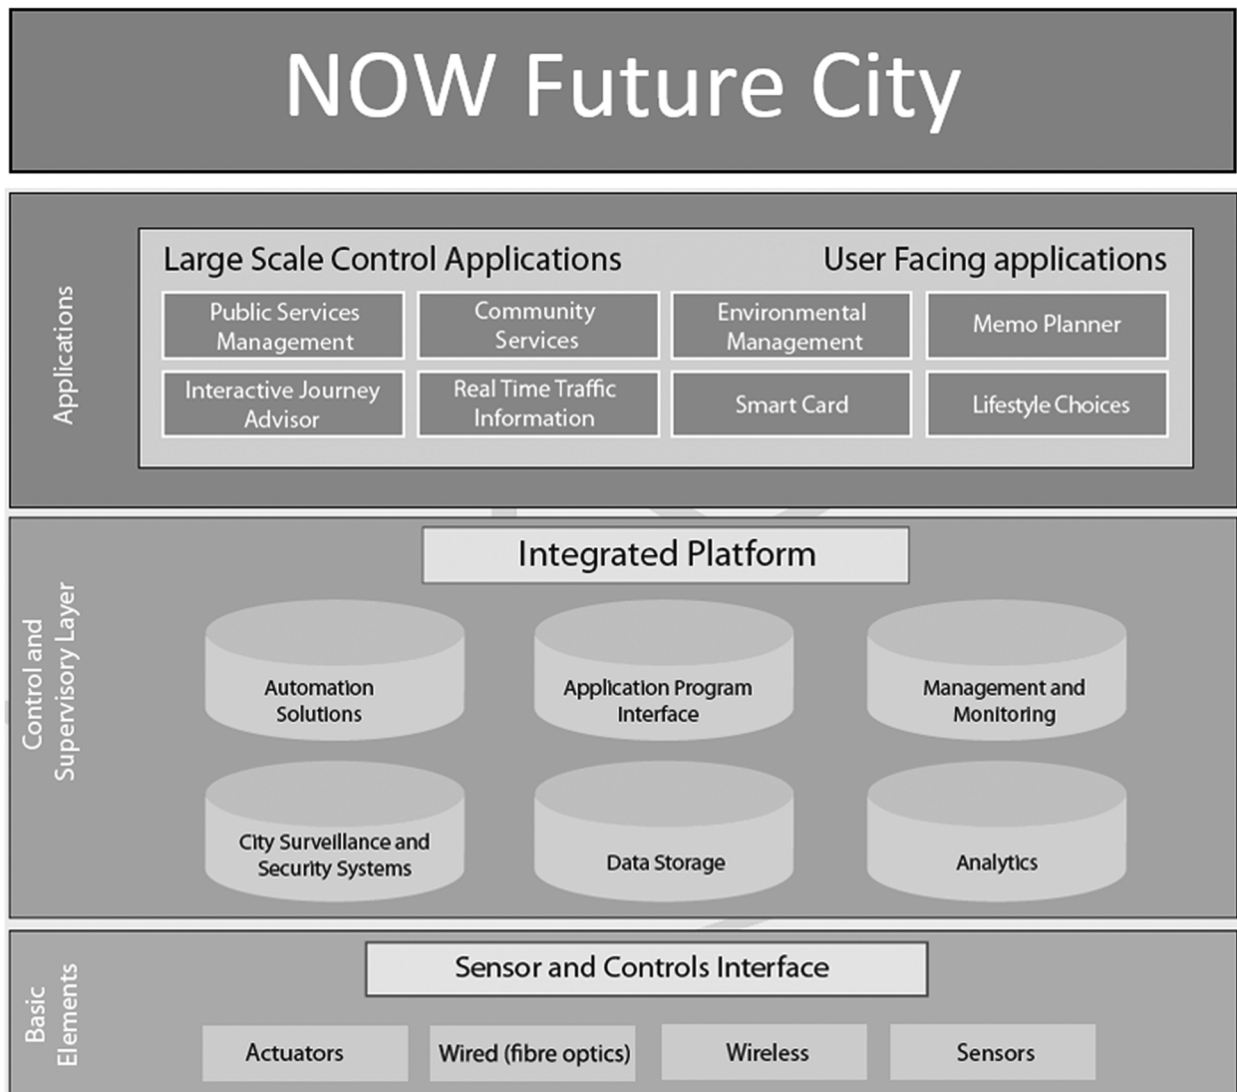 NOW Future City
Applications
Large Scale Control Applications
User Facing applications
Public Services
Management
Community
Services
Environmental
Management
Memo Planner
Interactive Journey
Advisor
Real Time Traffic
Information
Smart Card
Lifestyle Choices
Control and
Supervisory Layer
Integrated Platform
Automation
Solutions
Application Program
Interface
Management and
Monitoring
City Surveillance and
Security Systems
Data Storage
Analytics
Basic
Elements
Sensor and Controls Interface
Actuators
Wired (fibre optics)
Wireless
Sensors